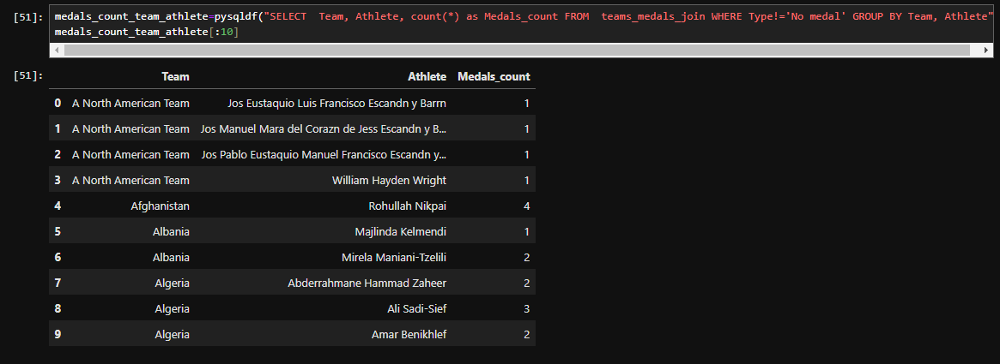 [51]: medals_count_team_athlete=pysqldf("SELECT  Team, Athlete, count(*) as Medals_count FROM  teams_medals_join WHERE Type!='No medal' GROUP BY Team, Athlete"
medals_count_team_athlete[:10]
[51]:
Team Athlete Medals_count
0 A North American Team Jos Eustaquio Luis Francisco Escandn y Barrn 1
1 A North American Team Jos Manuel Mara del Corazn de Jess Escandn y B... 1
2 A North American Team Jos Pablo Eustaquio Manuel Francisco Escandn y... 1
3 A North American Team William Hayden Wright 1
4 Afghanistan Rohullah Nikpai 4
5 Albania Majlinda Kelmendi 1
6 Albania Mirela Maniani-Tzelili 2
7 Algeria Abderrahmane Hammad Zaheer 2
8 Algeria Ali Sadi-Sief 3
9 Algeria Amar Benikhlef 2